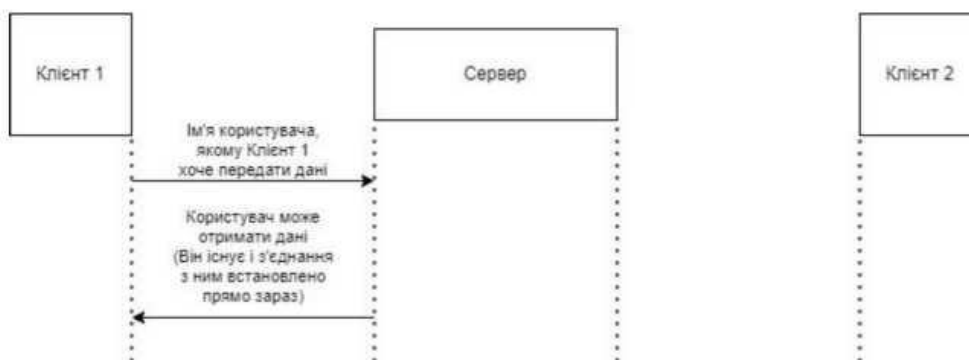 Клієнт 1
Сервер
Клієнт 2
Ім'я користувача,
якому Клієнт 1
хоче передати дані
Користувач може
отримати дані
(Він існує і з'єднання
з ним встановлено
прямо зараз)